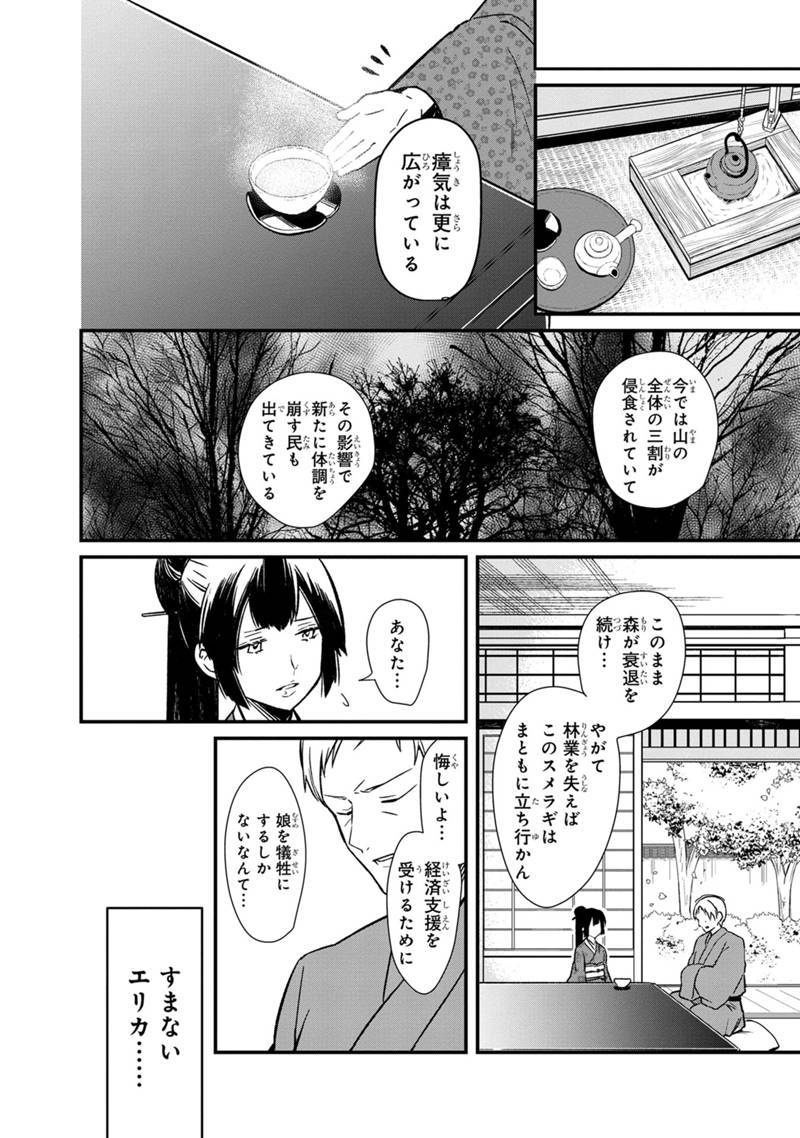 瘴気は更に
広がっている
今では山の
全体の三割が
侵食されていて
その影響で
新たに体調を
崩す民も
出てきている
このまま
森が衰退を
続け…
やがて
林業を失えば
このスメラギは
まともに立ち行かん
あなた…
悔しいよ…
経済支援を
受けるために
娘を犠牲に
するしか
ないなんて…
すまない
エリカ……